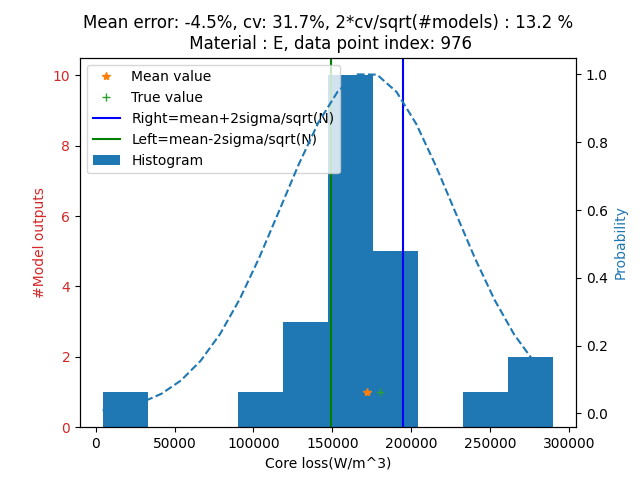 Mean error: -4.5%, cv: 31.7%, 2*cv/sqrt(#models) : 13.2 %
Material : E, data point index: 976
Mean value
True value
Right=mean+2sigma/sqrt(N)
Left=mean-2sigma/sqrt(N)
Histogram
#Model outputs
10
8
6
4
2
0
1.0
0.8
0.6
0.4
0.2
0.0
Probability
0 50000 100000 150000 200000 250000 300000
Core loss(W/m^3)